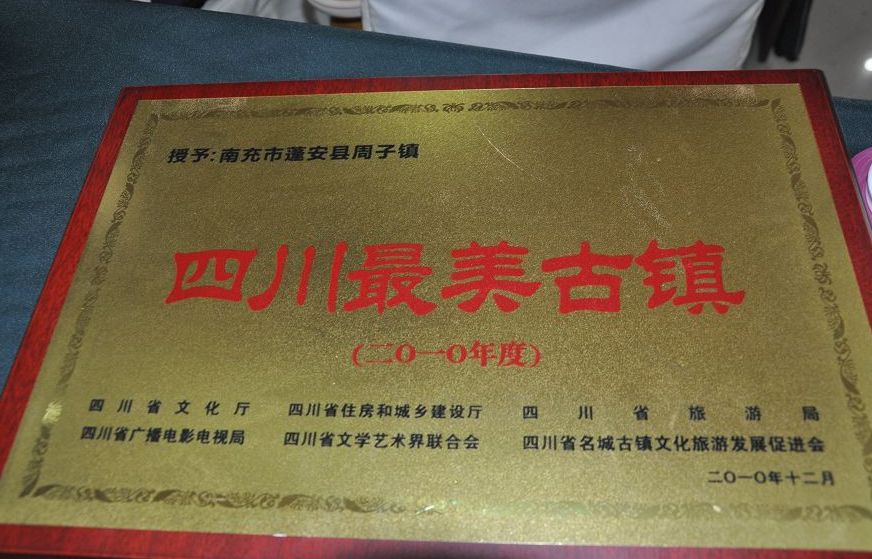 授予:南充市蓬安县周子镇
四川最美古镇
(二O一O年度)
四川省文化厅 四川省住房和城乡建设厅 四川省旅游局
四川省广播电影电视局 四川省文学艺术界联合会 四川省名城古镇文化旅游发展促进会
二O一O年十二月